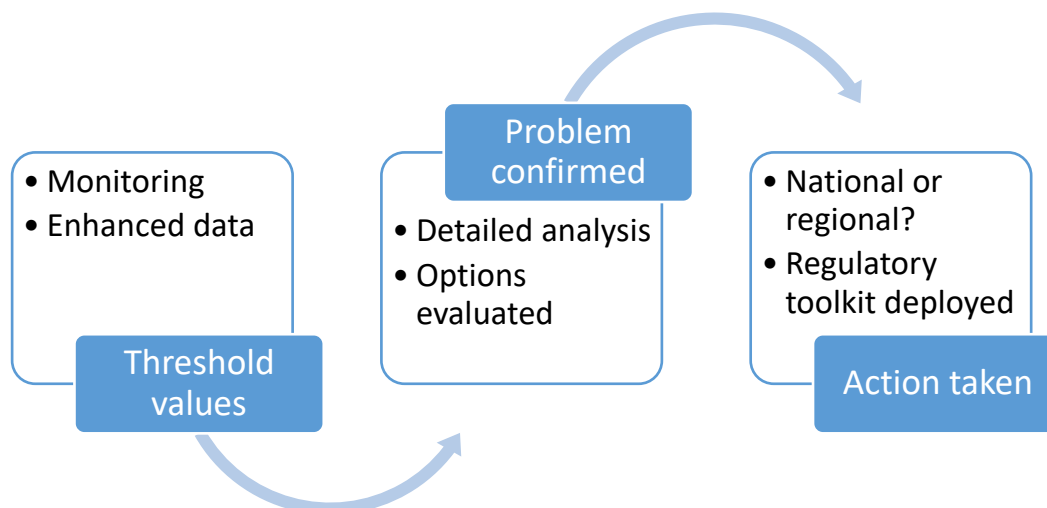 • Monitoring
• Enhanced data
Threshold
values
Problem
confirmed
• Detailed analysis
• Options
evaluated
• National or
regional?
• Regulatory
toolkit deployed
Action taken